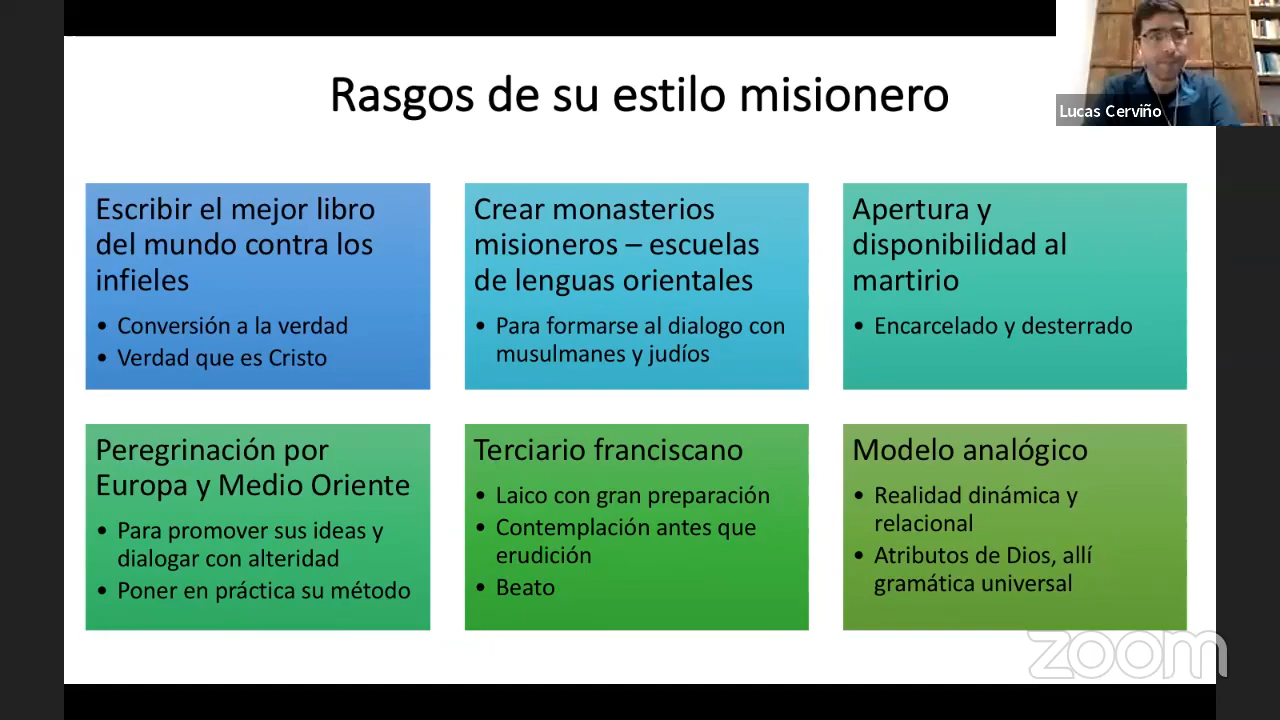 Rasgos de su estilo misionero
Lucas Cerviño
Escribir el mejor libro
del mundo contra los
infieles
• Conversión a la verdad
• Verdad que es Cristo
Crear monasterios
misioneros – escuelas
de lenguas orientales
• Para formarse al dialogo con
musulmanes y judíos
Apertura y
disponibilidad al
martirio
• Encarcelado y desterrado
Peregrinación por
Europa y Medio Oriente
• Para promover sus ideas y
dialogar con alteridad
• Poner en práctica su método
Terciario franciscano
• Laico con gran preparación
• Contemplación antes que
erudición
• Beato
Modelo analógico
• Realidad dinámica y
relacional
• Atributos de Dios, allí
gramática universal
zoom